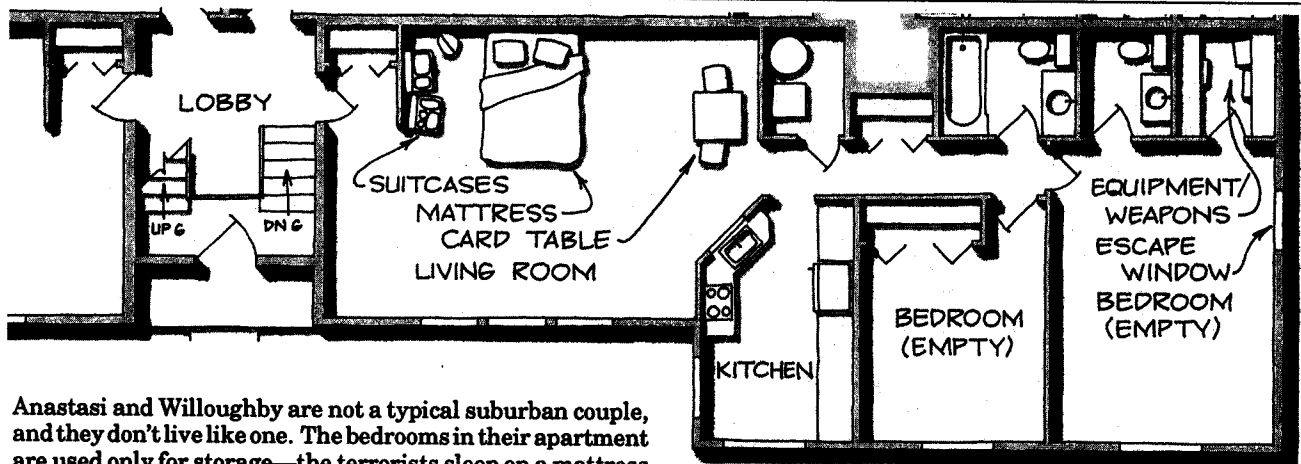 LOBBY
UP 6
DN 6
SUITCASES
MATTRESS
CARD TABLE
LIVING ROOM
KITCHEN
BEDROOM
(EMPTY)
EQUIPMENT/
WEAPONS
ESCAPE
WINDOW
BEDROOM
(EMPTY)
Anastasi and Willoughby are not a typical suburban couple,
and they don't live like one. The bedrooms in their apartment
are used only for storage—the terrorists sleep on a mattress